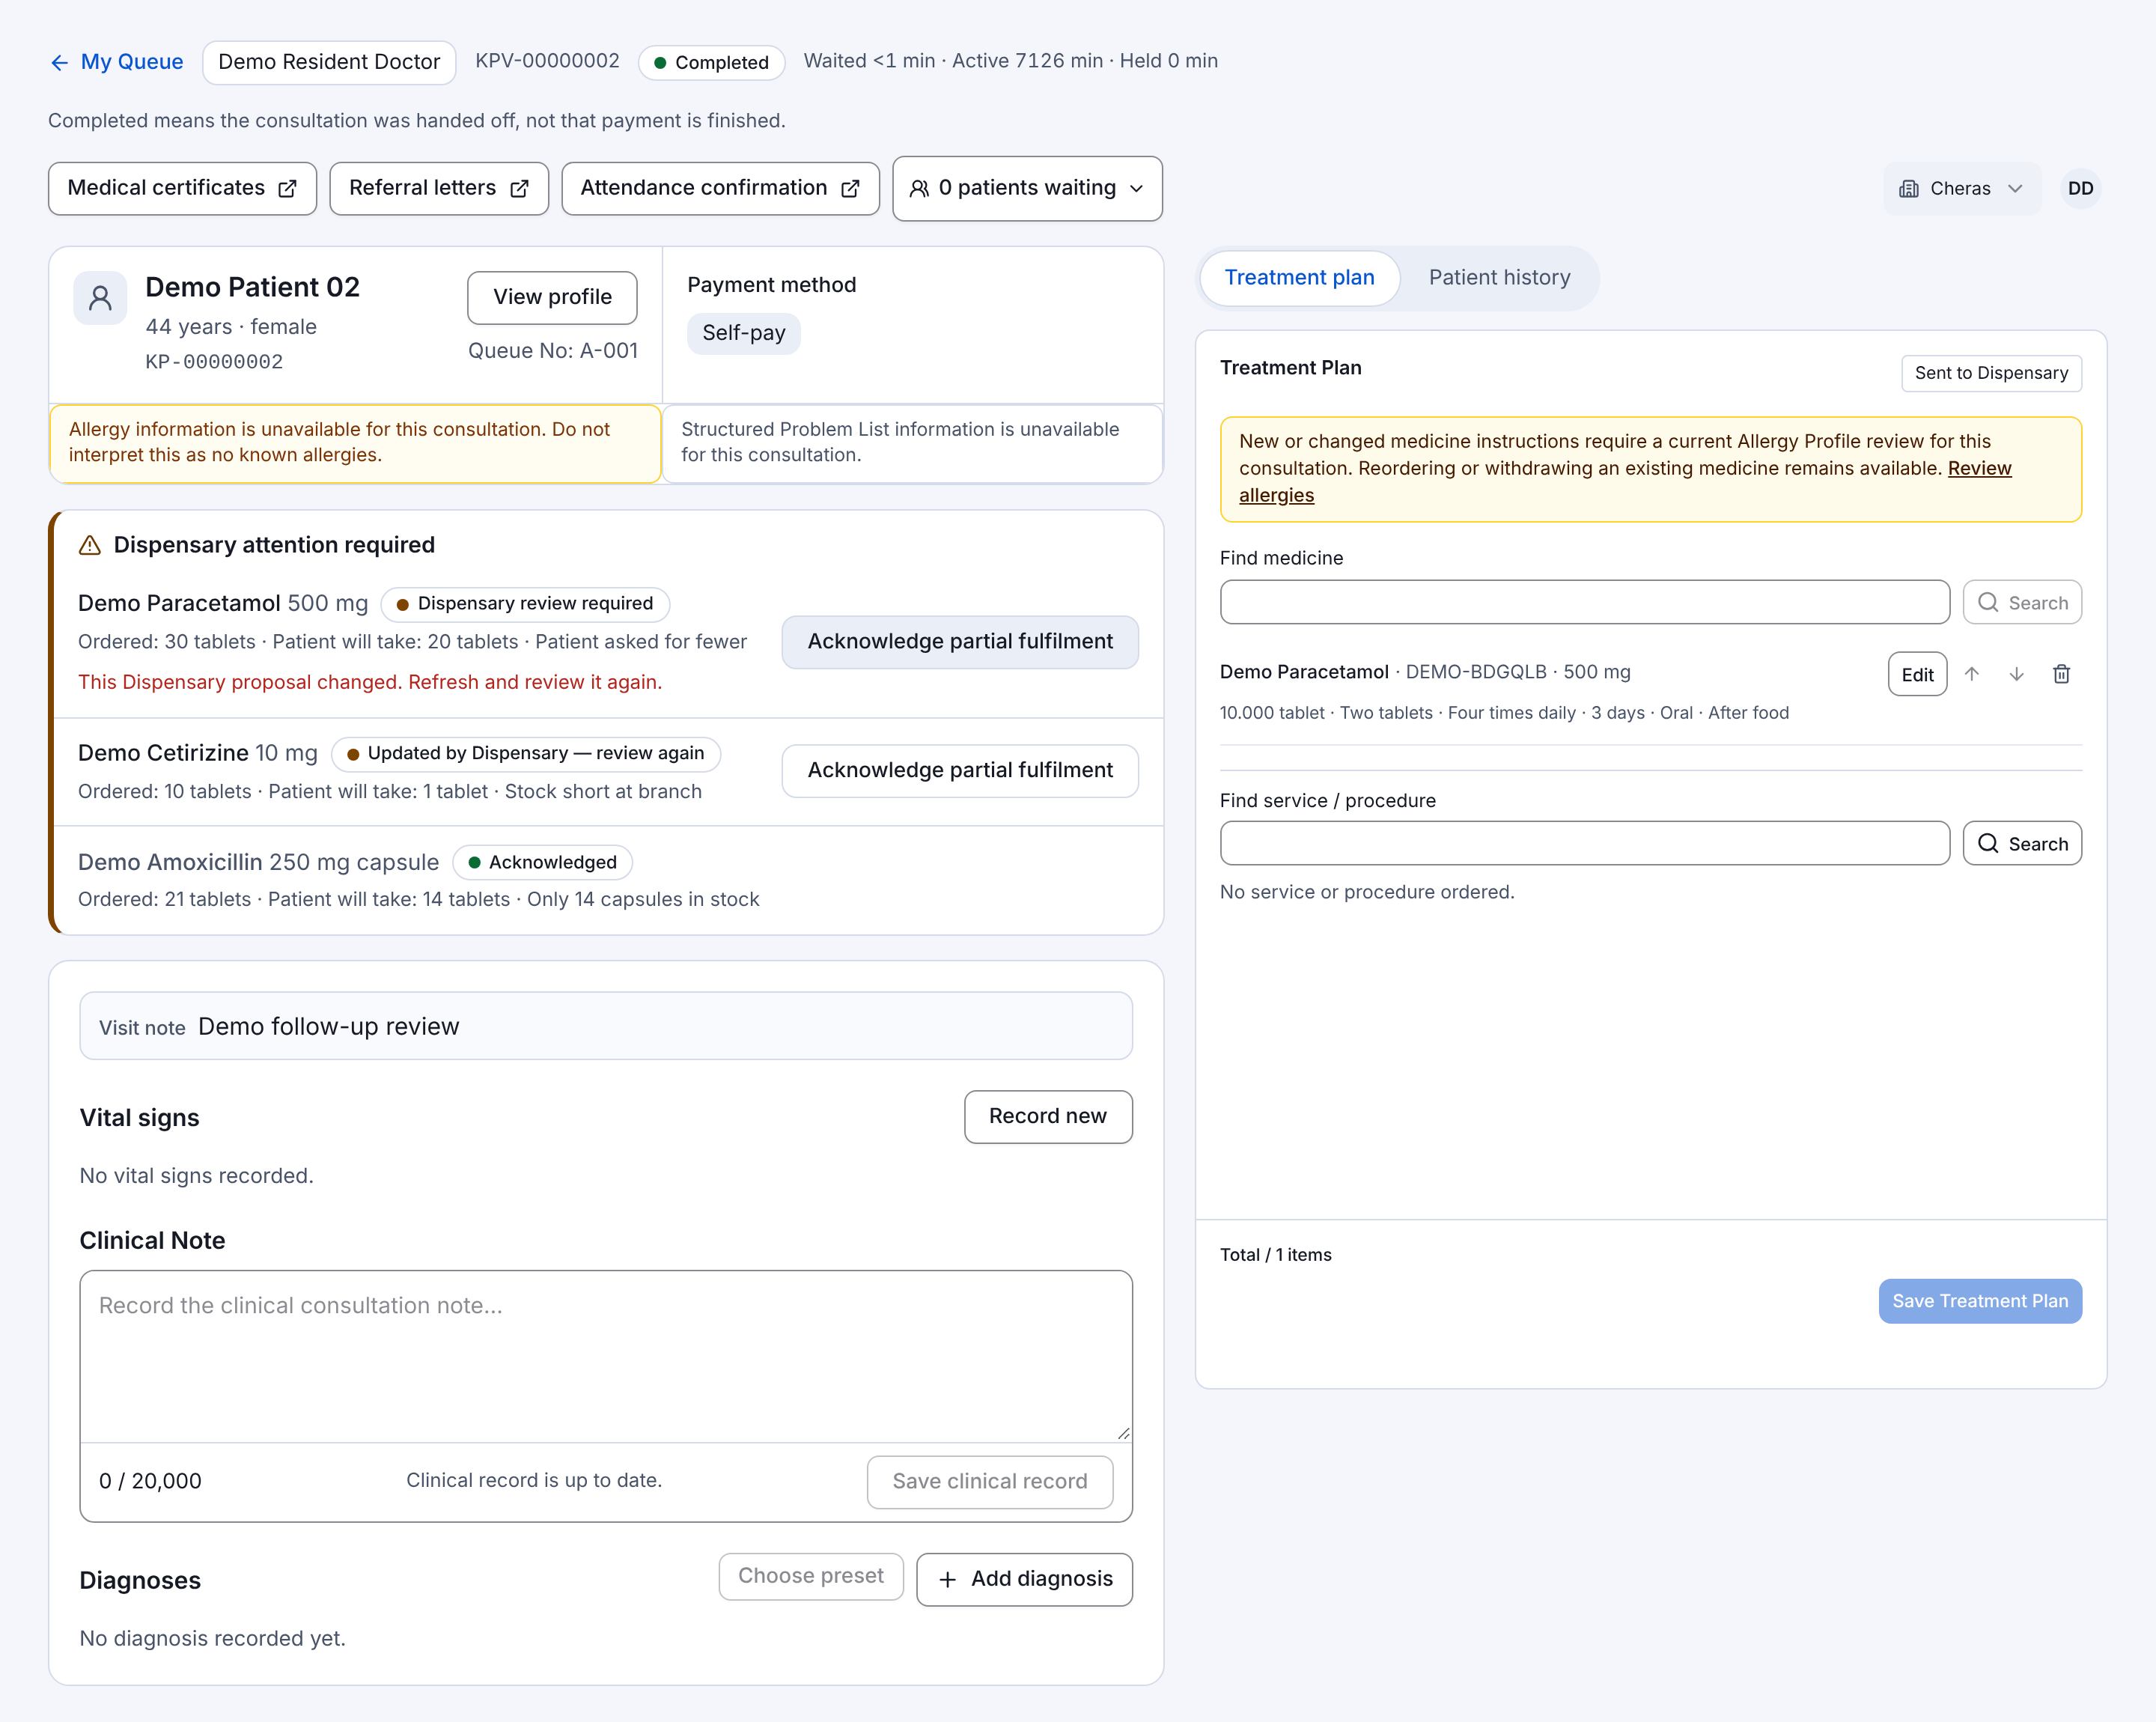 My Queue
Demo Resident Doctor
KPV-00000002
Completed
Waited <1 min · Active 7126 min · Held 0 min
Completed means the consultation was handed off, not that payment is finished.
Medical certificates
Referral letters
Attendance confirmation
0 patients waiting
Cheras
DD
Demo Patient 02
44 years · female
KP-00000002
View profile
Queue No: A-001
Payment method
Self-pay
Allergy information is unavailable for this consultation. Do not
interpret this as no known allergies.
Structured Problem List information is unavailable
for this consultation.
Dispensary attention required
Demo Paracetamol 500 mg
Dispensary review required
Ordered: 30 tablets · Patient will take: 20 tablets · Patient asked for fewer
This Dispensary proposal changed. Refresh and review it again.
Acknowledge partial fulfilment
Demo Cetirizine 10 mg
Updated by Dispensary — review again
Ordered: 10 tablets · Patient will take: 1 tablet · Stock short at branch
Acknowledge partial fulfilment
Demo Amoxicillin 250 mg capsule
Acknowledged
Ordered: 21 tablets · Patient will take: 14 tablets · Only 14 capsules in stock
Visit note Demo follow-up review
Vital signs
Record new
No vital signs recorded.
Clinical Note
Record the clinical consultation note...
0 / 20,000
Clinical record is up to date.
Save clinical record
Diagnoses
Choose preset
Add diagnosis
No diagnosis recorded yet.
Treatment plan
Patient history
Treatment Plan
Sent to Dispensary
New or changed medicine instructions require a current Allergy Profile review for this
consultation. Reordering or withdrawing an existing medicine remains available. Review
allergies
Find medicine
Search
Demo Paracetamol · DEMO-BDGQLB · 500 mg
Edit
10.000 tablet · Two tablets · Four times daily · 3 days · Oral · After food
Find service / procedure
Search
No service or procedure ordered.
Total / 1 items
Save Treatment Plan